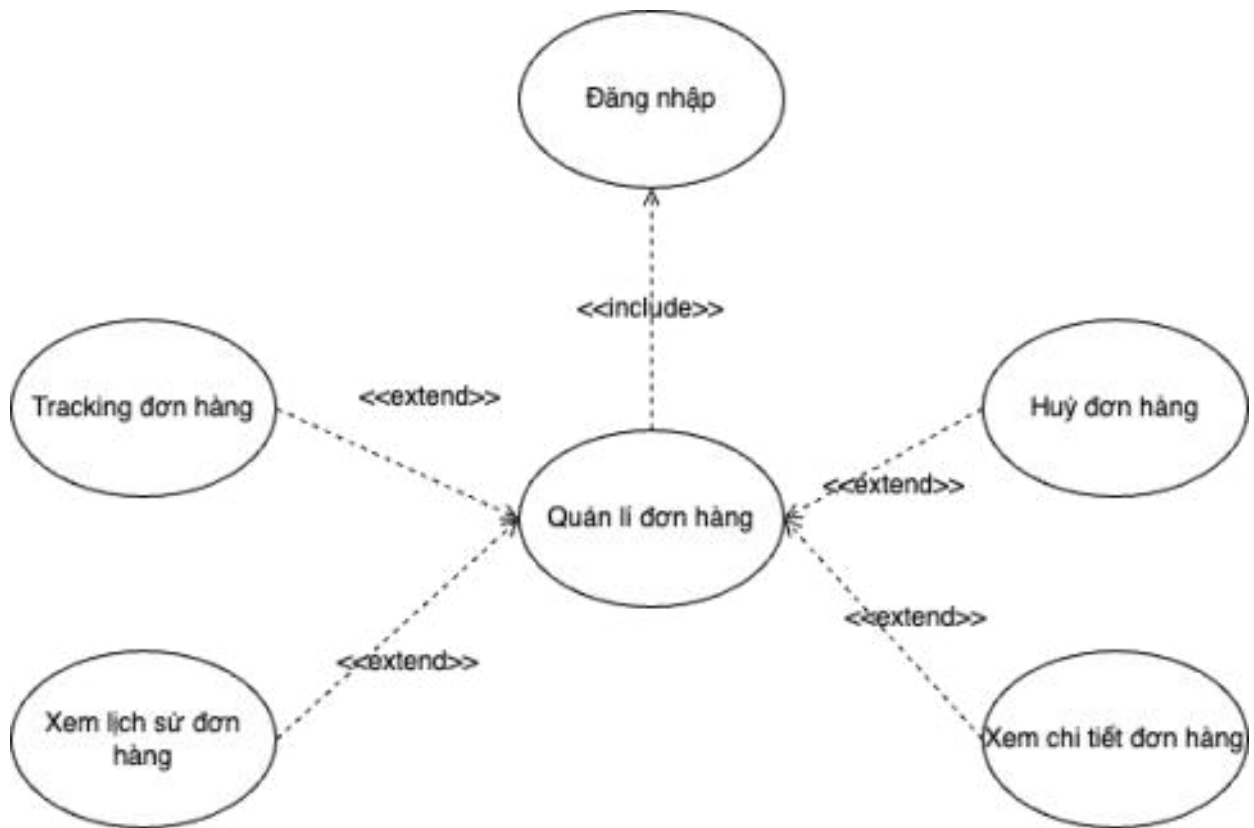 Đăng nhập
<<include>>
Tracking đơn hàng
<<extend>>
Huỷ đơn hàng
<<extend>>
Quản lí đơn hàng
<<extend>>
<<extend>>
Xem lịch sử đơn
hàng
Xem chi tiết đơn hàng